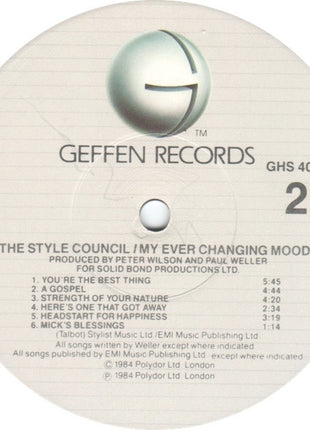 G
TM
GEFFEN RECORDS
GHS 40
2
THE STYLE COUNCIL / MY EVER CHANGING MOOD
PRODUCED BY PETER WILSON AND PAUL WELLER
FOR SOLID BOND PRODUCTIONS LTD.
1. YOU'RE THE BEST THING 5:45
2. A GOSPEL 4:44
3. STRENGTH OF YOUR NATURE 4:20
4. HERE'S ONE THAT GOT AWAY 2:34
5. HEADSTART FOR HAPPINESS 3:19
6. MICK'S BLESSINGS 1:14
(Talbot) Stylist Music Ltd./EMI Music Publishing Ltd
All songs written by Weller except where indicated
All songs published by EMI Music Publishing Ltd. except where indicated
© 1984 Polydor Ltd. London
℗ 1984 Polydor Ltd. London